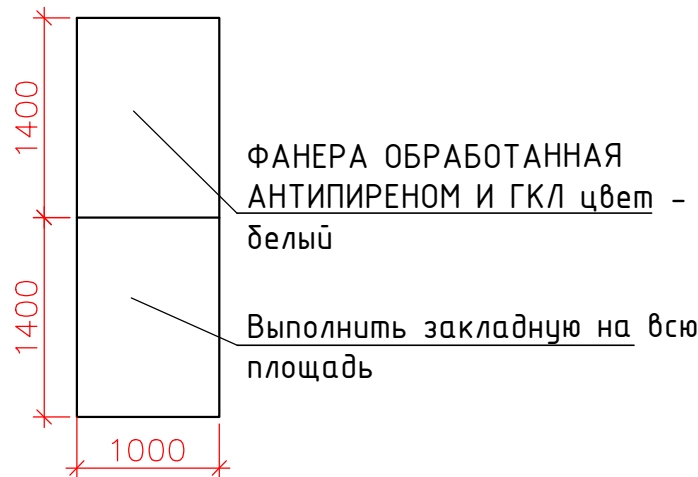 1400
ФАНЕРА ОБРАБОТАННАЯ
АНТИПИРЕНОМ И ГКЛ цвет -
белый
1400
Выполнить закладную на всю
площадь
1000